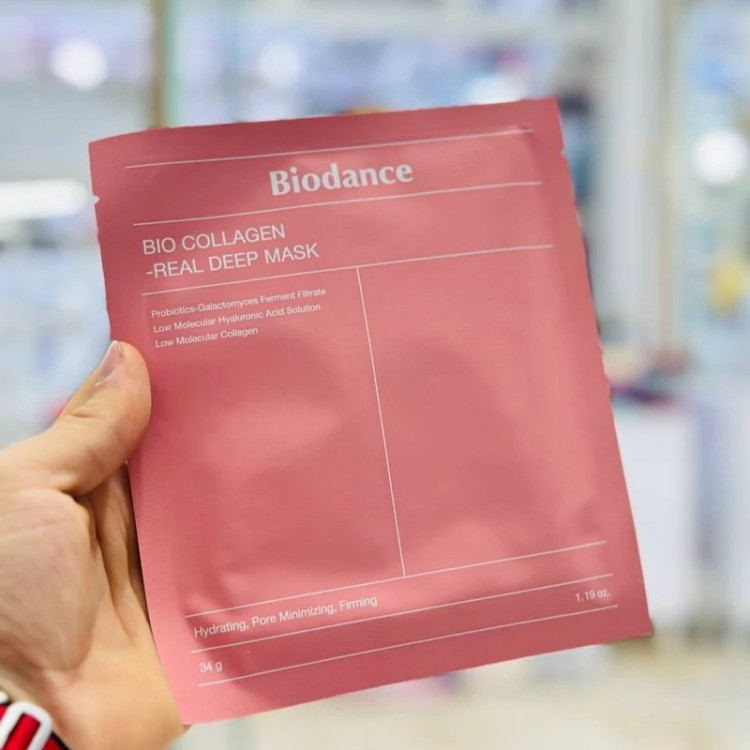 Biodance
BIO COLLAGEN
-REAL DEEP MASK
Probiotics-Galactomyces Ferment Filtrate
Low Molecular Hyaluronic Acid Solution
Low Molecular Collagen
Hydrating, Pore Minimizing, Firming
34 g
1.19 oz.